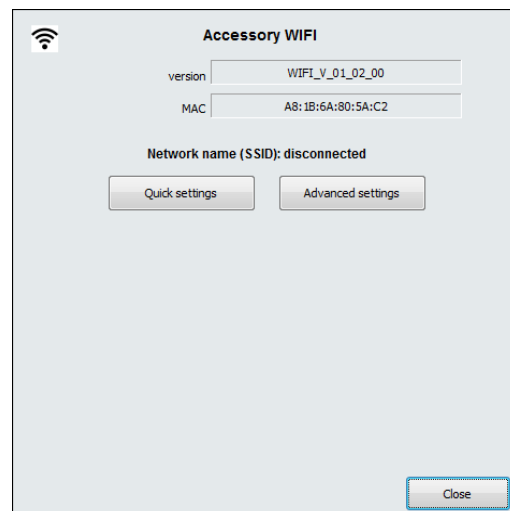 Accessory WIFI
version WIFI_V_01_02_00
MAC A8:1B:6A:80:5A:C2
Network name (SSID): disconnected
Quick settings Advanced settings
Close